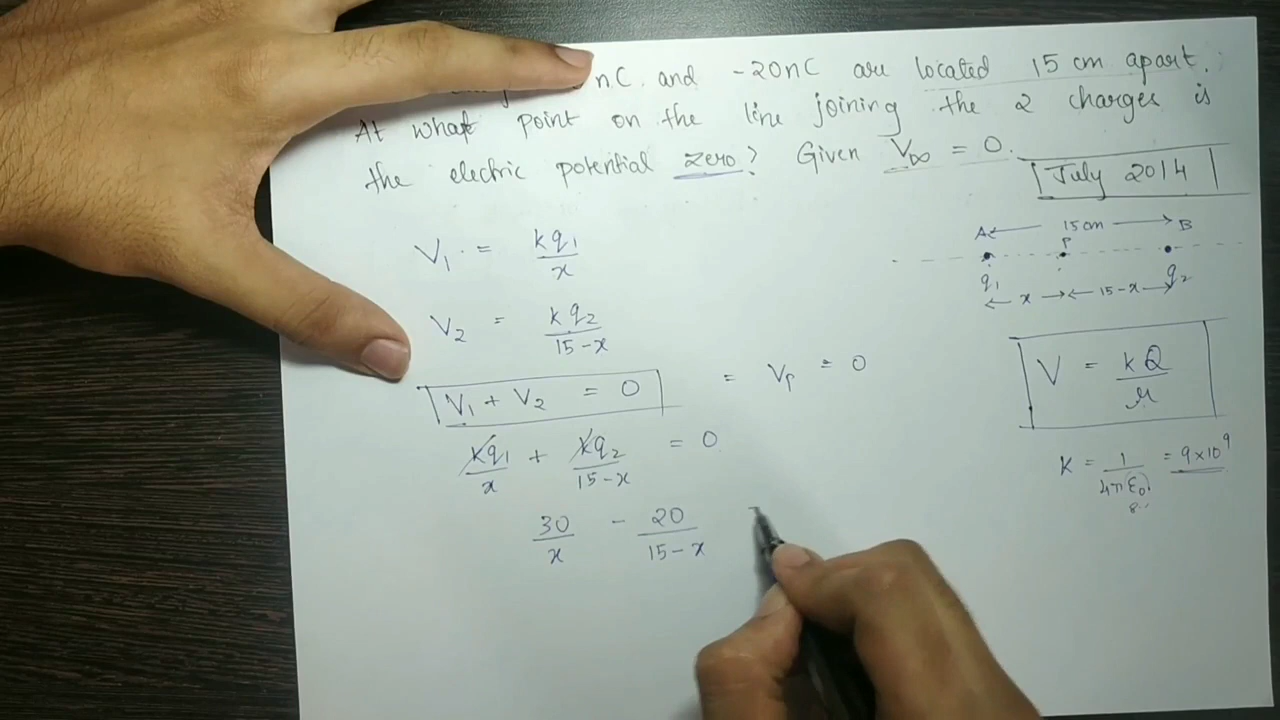 nC and -20nC are located 15 cm apart.
At what point on the line joining the 2 charges is
the electric potential zero? Given V∞ = 0.
July 2014
A 15cm B
P
q1 q2
x 15-x
V1 = kq1/x
V2 = kq2/15-x
V1 + V2 = 0 = Vp = 0
kq1/x + kq2/15-x = 0
30/x - 20/15-x
V = kQ/r
K = 1/4πε0 = 9×10^9
8..